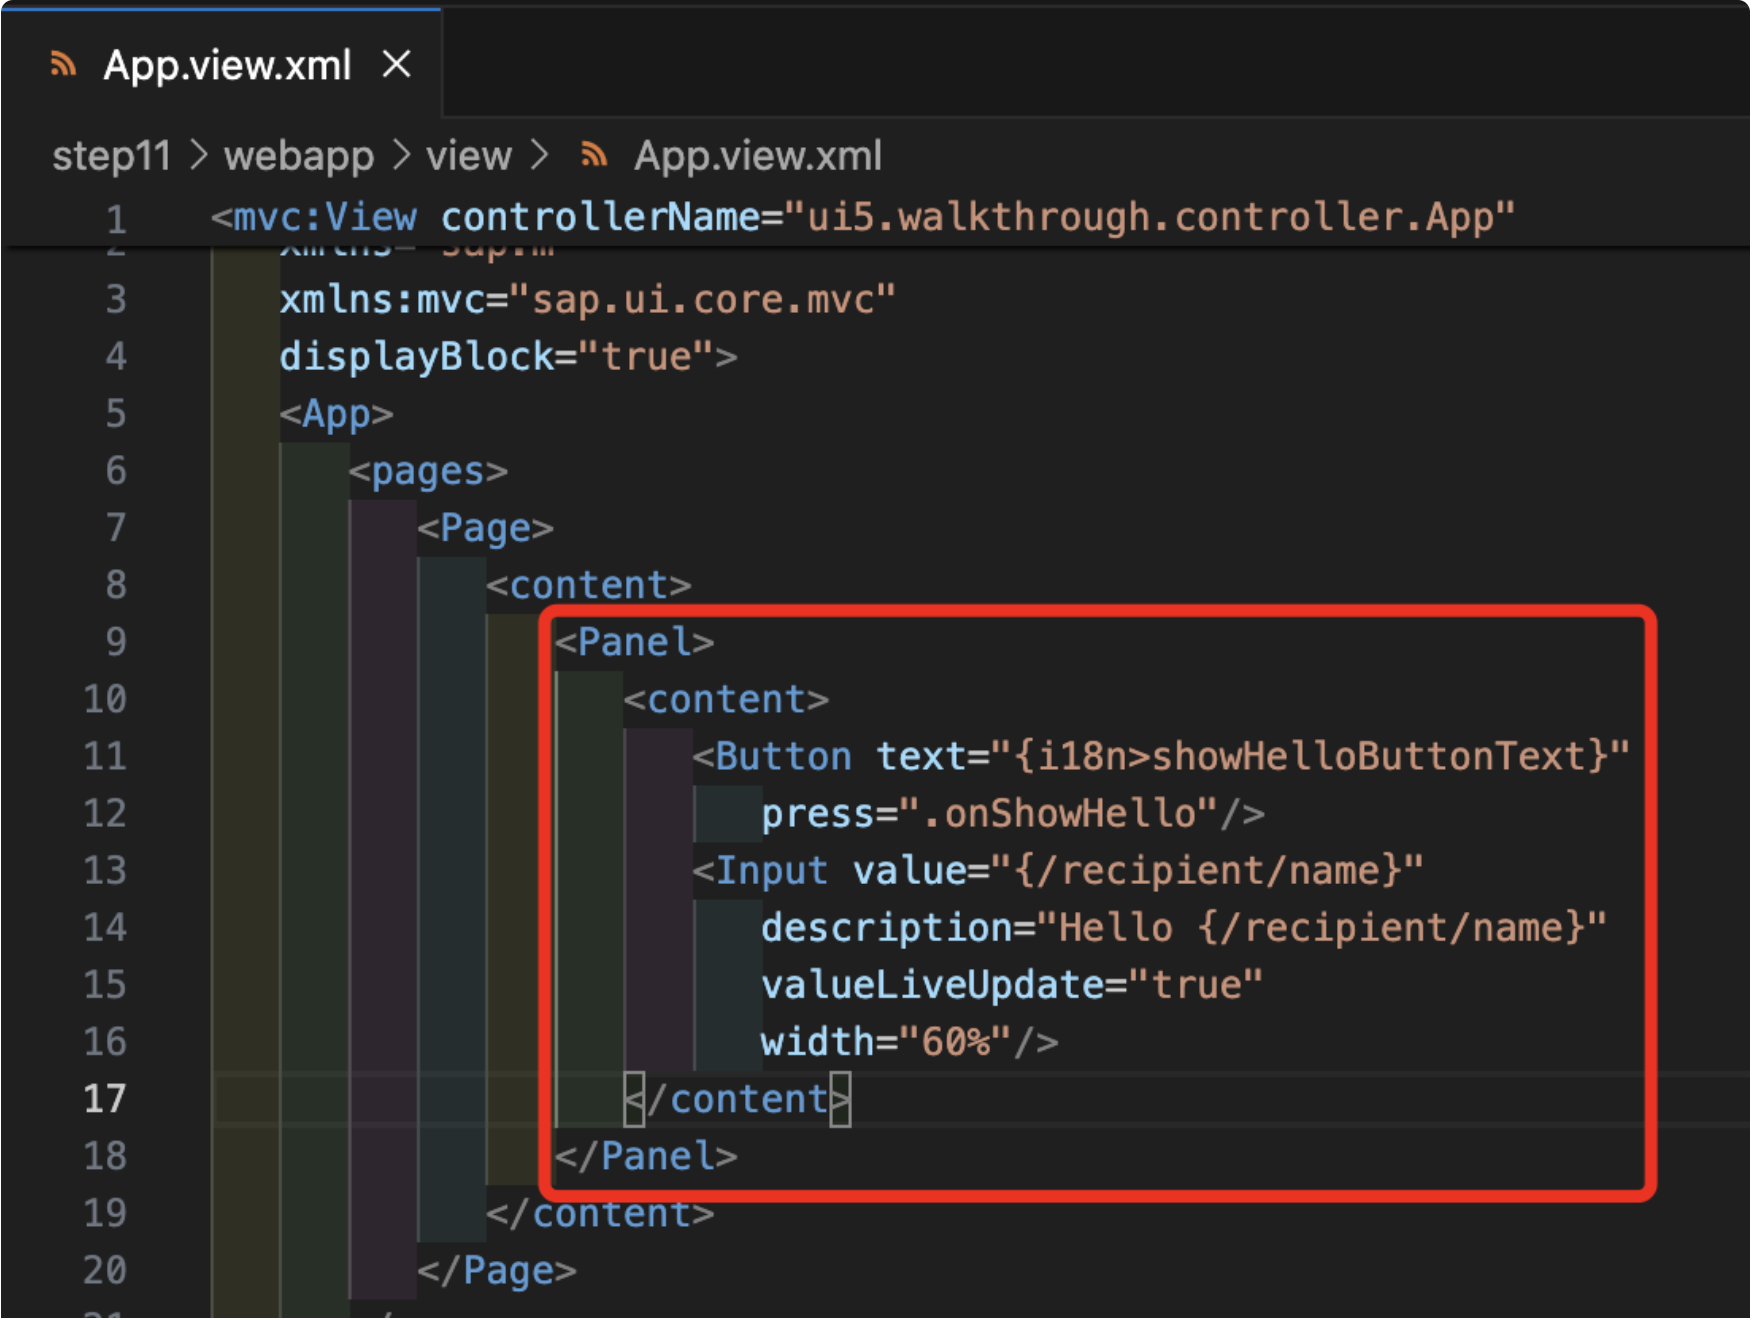 App.view.xml
step11 > webapp > view > App.view.xml
1 <mvc:View controllerName="ui5.walkthrough.controller.App"
2 xmlns="sap.m"
3 xmlns:mvc="sap.ui.core.mvc"
4 displayBlock="true">
5 <App>
6 <pages>
7 <Page>
8 <content>
9 <Panel>
10 <content>
11 <Button text="{i18n>showHelloButtonText}"
12 press=".onShowHello"/>
13 <Input value="{/recipient/name}"
14 description="Hello {/recipient/name}"
15 valueLiveUpdate="true"
16 width="60%"/>
17 </content>
18 </Panel>
19 </content>
20 </Page>